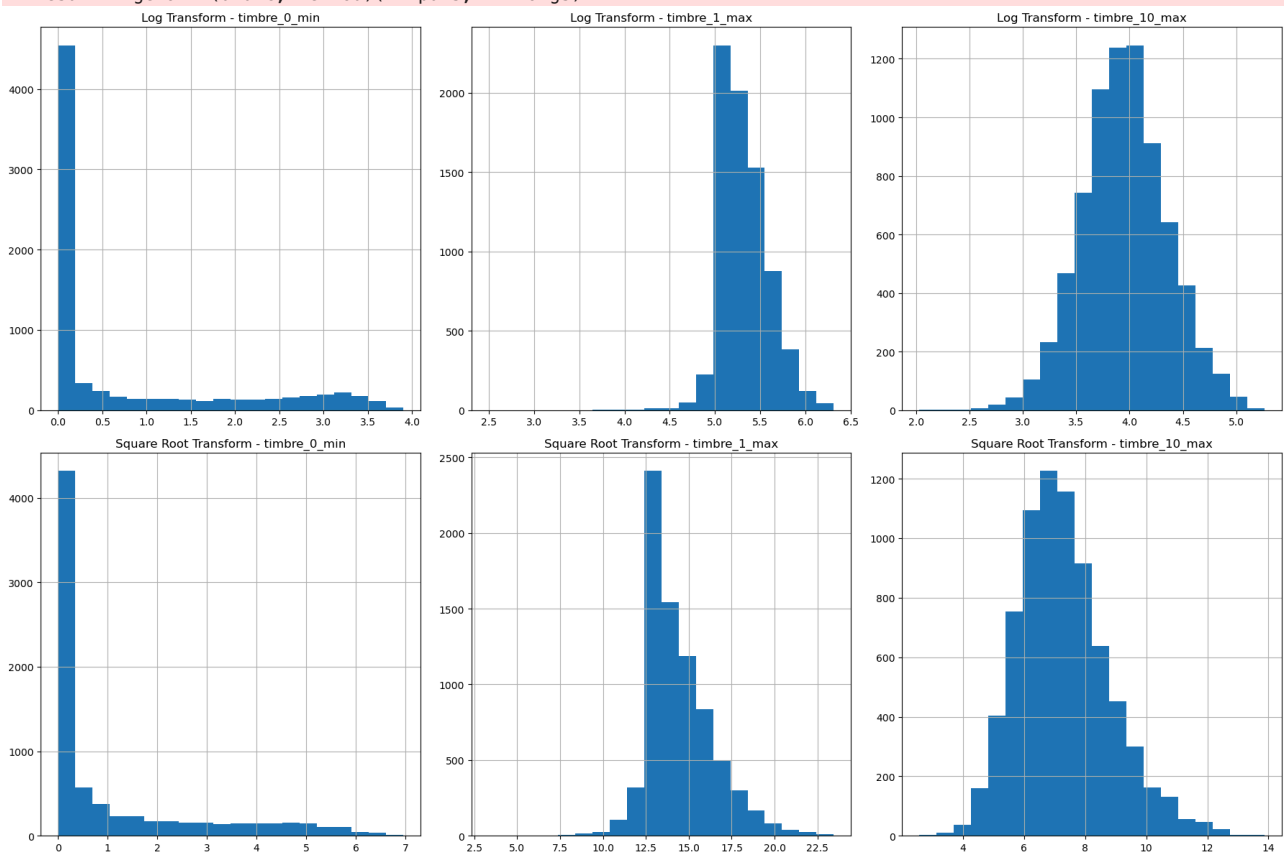 Log Transform - timbre_0_min
Log Transform - timbre_1_max
Log Transform - timbre_10_max
4000
3000
2000
1000
0
0.0 0.5 1.0 1.5 2.0 2.5 3.0 3.5 4.0
2000
1500
1000
500
0
2.5 3.0 3.5 4.0 4.5 5.0 5.5 6.0 6.5
1200
1000
800
600
400
200
0
2.0 2.5 3.0 3.5 4.0 4.5 5.0
Square Root Transform - timbre_0_min
Square Root Transform - timbre_1_max
Square Root Transform - timbre_10_max
4000
3000
2000
1000
0
0 1 2 3 4 5 6 7
2500
2000
1500
1000
500
0
2.5 5.0 7.5 10.0 12.5 15.0 17.5 20.0 22.5
1200
1000
800
600
400
200
0
4 6 8 10 12 14